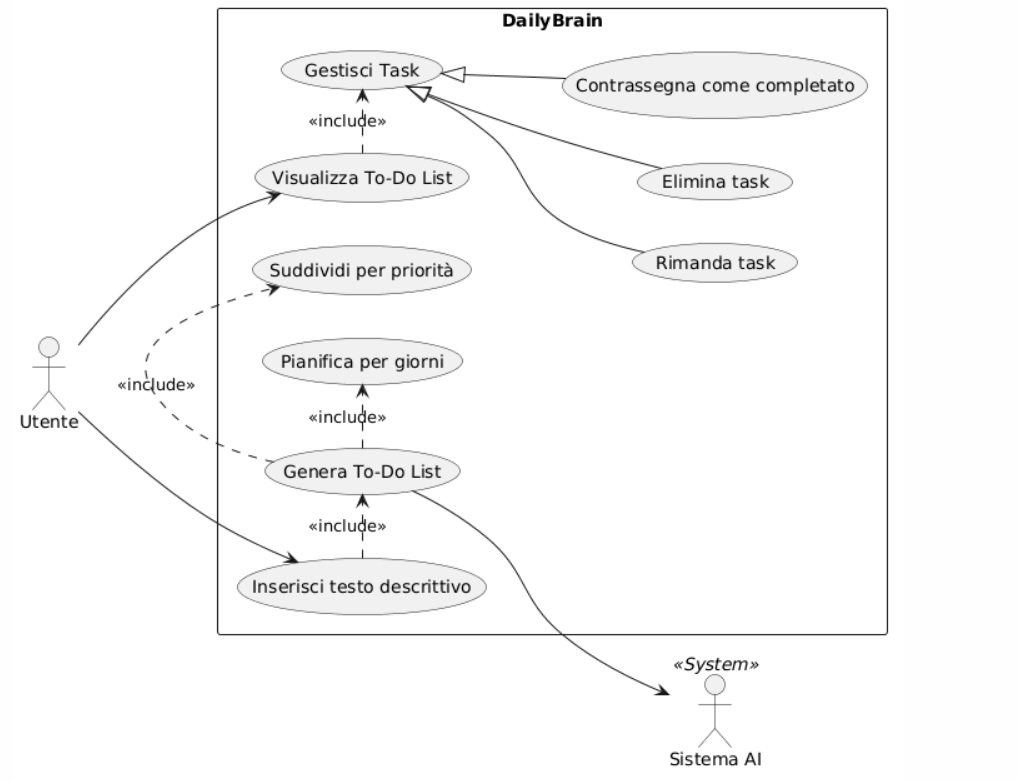 DailyBrain
Gestisci Task
Contrassegna come completato
«include»
Visualizza To-Do List
Elimina task
Suddividi per priorità
Rimanda task
Pianifica per giorni
«include»
Utente
«include»
Genera To-Do List
«include»
Inserisci testo descrittivo
«System»
Sistema AI